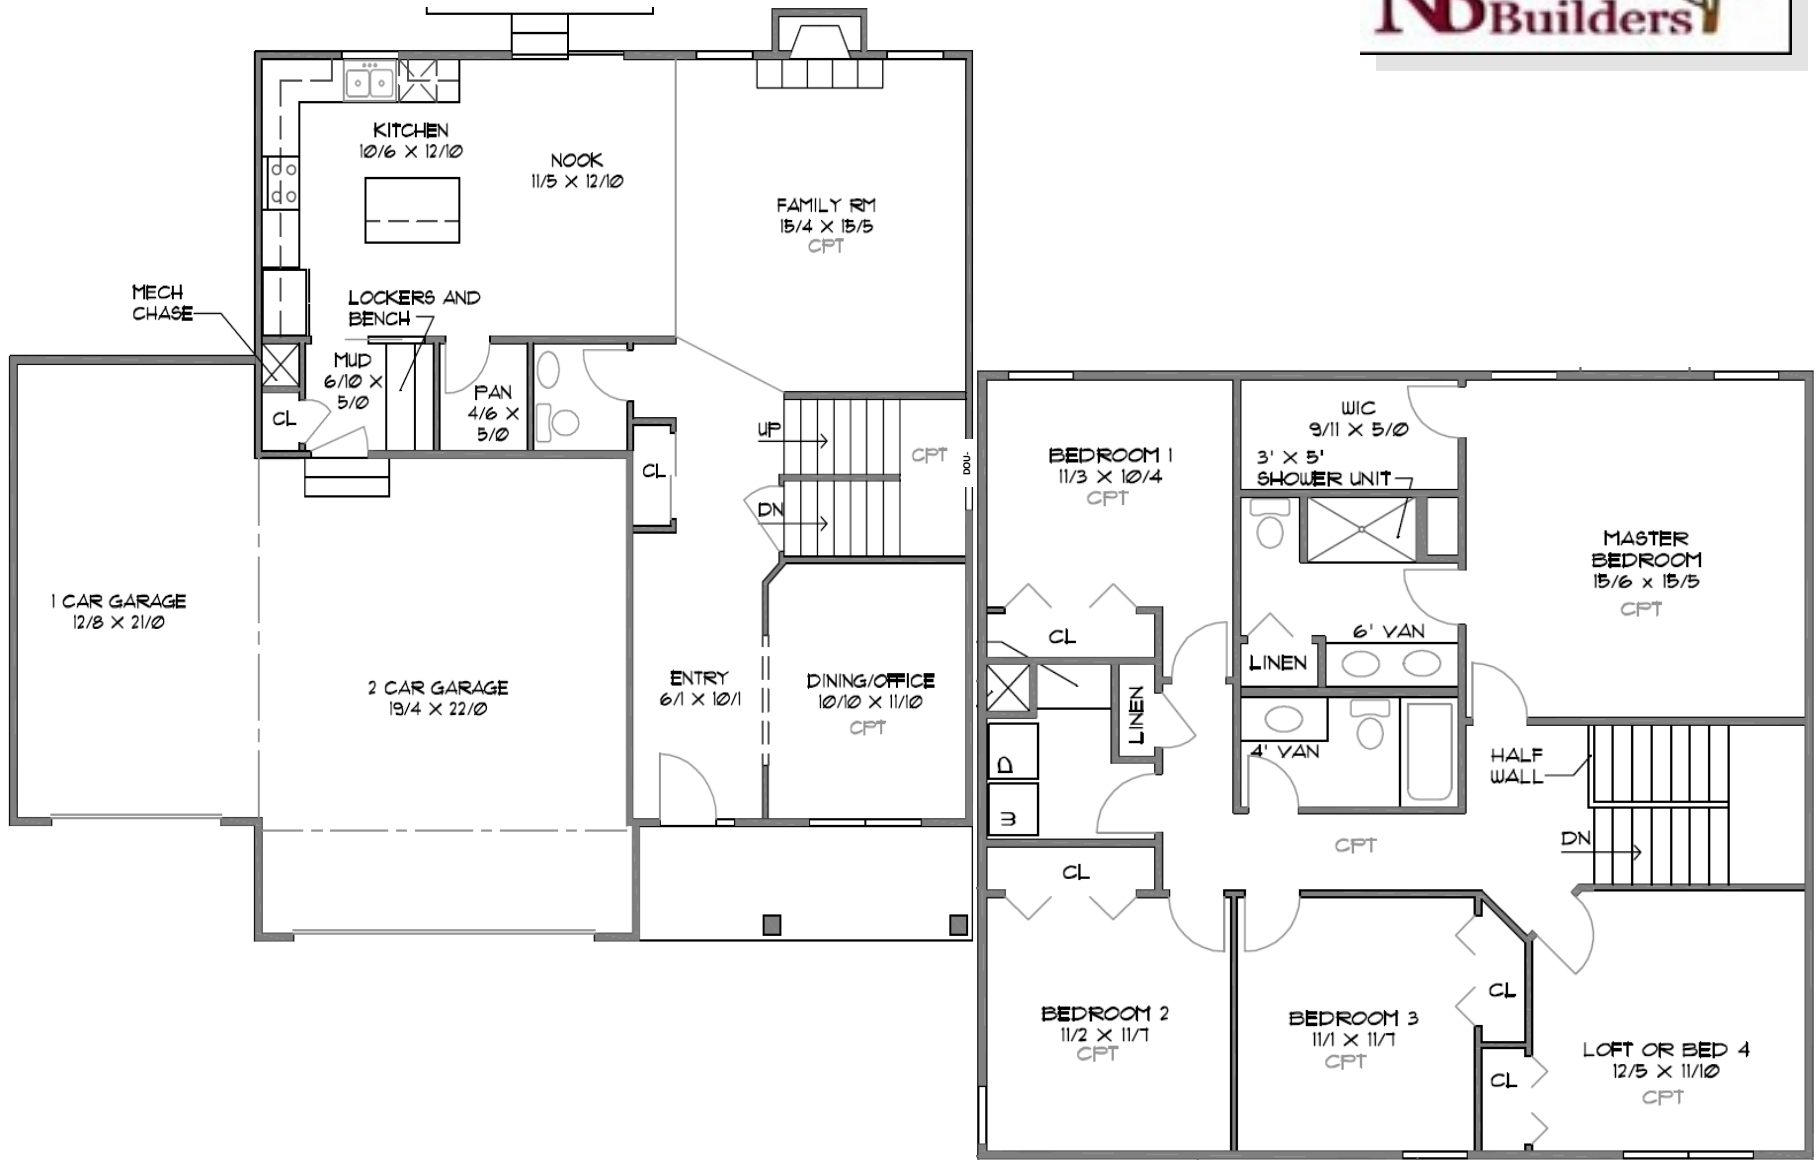 Builders
KITCHEN
10/6 X 12/10
NOOK
11/5 X 12/10
FAMILY RM
15/4 X 15/5
CPT
MECH
CHASE
LOCKERS AND
BENCH
MUD
6/10 X
5/0
CL
PAN
4/6 X
5/0
UP
CL
DN
CPT
DOU-
1 CAR GARAGE
12/8 X 21/0
2 CAR GARAGE
19/4 X 22/0
ENTRY
6/1 X 10/1
DINING/OFFICE
10/10 X 11/10
CPT
BEDROOM 1
11/3 X 10/4
CPT
WIC
9/11 X 5/0
3' X 5'
SHOWER UNIT
MASTER
BEDROOM
15/6 X 15/5
CPT
CL
6' VAN
LINEN
LINEN
4' VAN
D
W
HALF
WALL
DN
CPT
CL
BEDROOM 2
11/2 X 11/7
CPT
BEDROOM 3
11/1 X 11/7
CPT
CL
CL
LOFT OR BED 4
12/5 X 11/10
CPT